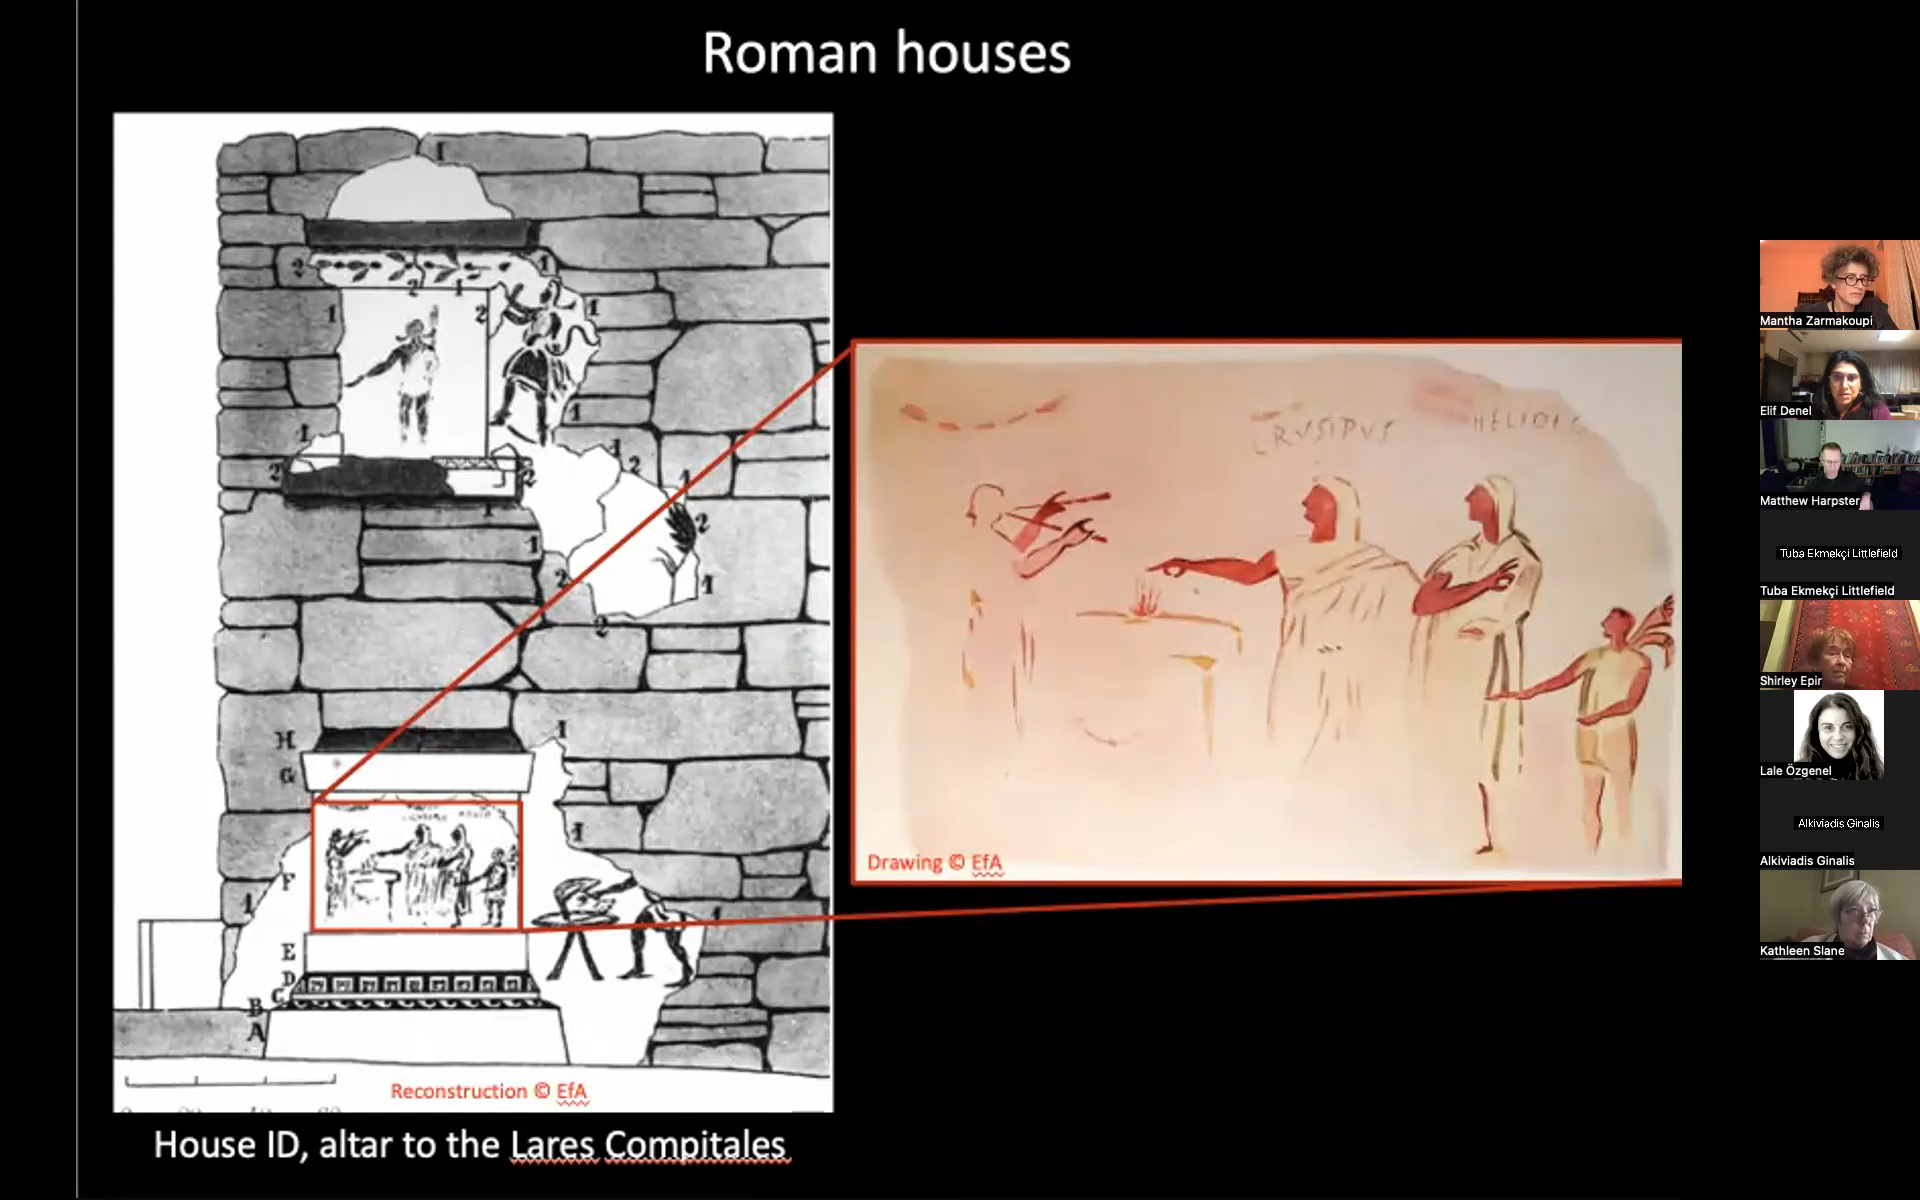 Roman houses
H
G
F
E
D
C
B
A
Reconstruction © EfA
House ID, altar to the Lares Compitales
HELIO
Drawing © EfA
Mantha Zarmakoupi
Elif Denel
Matthew Harpster
Tuba Ekmekçi Littlefield
Tuba Ekmekçi Littlefield
Shirley Epir
Lale Özgenel
Alkiviadis Ginalis
Alkiviadis Ginalis
Kathleen Slane